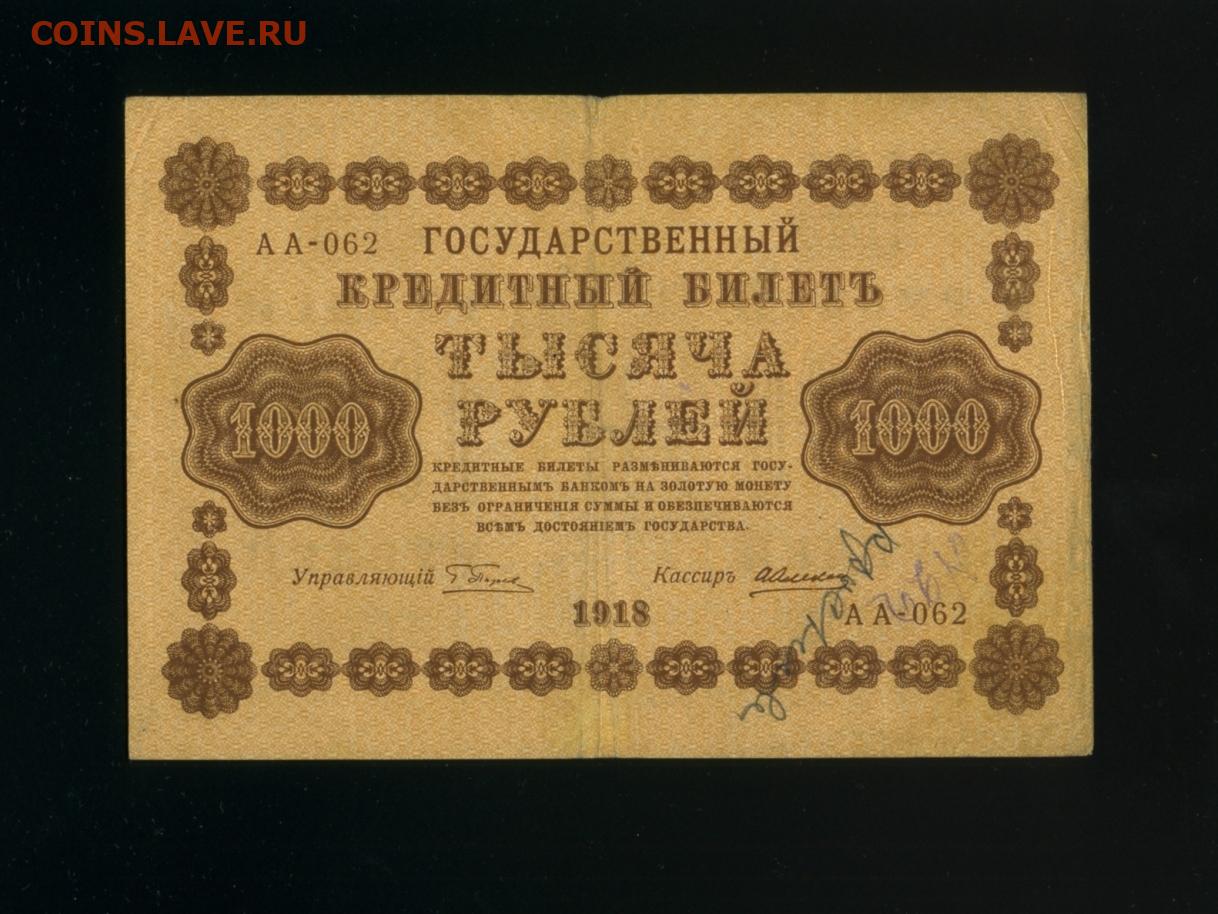 COINS.LAVE.RU
АА-062 ГОСУДАРСТВЕННЫЙ
КРЕДИТНЫЙ БИЛЕТЪ
ТЫСЯЧА
РУБЛЕЙ
1000 1000
КРЕДИТНЫЕ БИЛЕТЫ РАЗМѢНИВАЮТСЯ ГОСУ-
ДАРСТВЕННЫМЪ БАНКОМЪ НА ЗОЛОТУЮ МОНЕТУ
БЕЗЪ ОГРАНИЧЕНІЯ СУММЫ И ОБЕЗПЕЧИВАЮТСЯ
ВСѢМЪ ДОСТОЯНІЕМЪ ГОСУДАРСТВА.
Управляющій Кассиръ
1918 АА-062